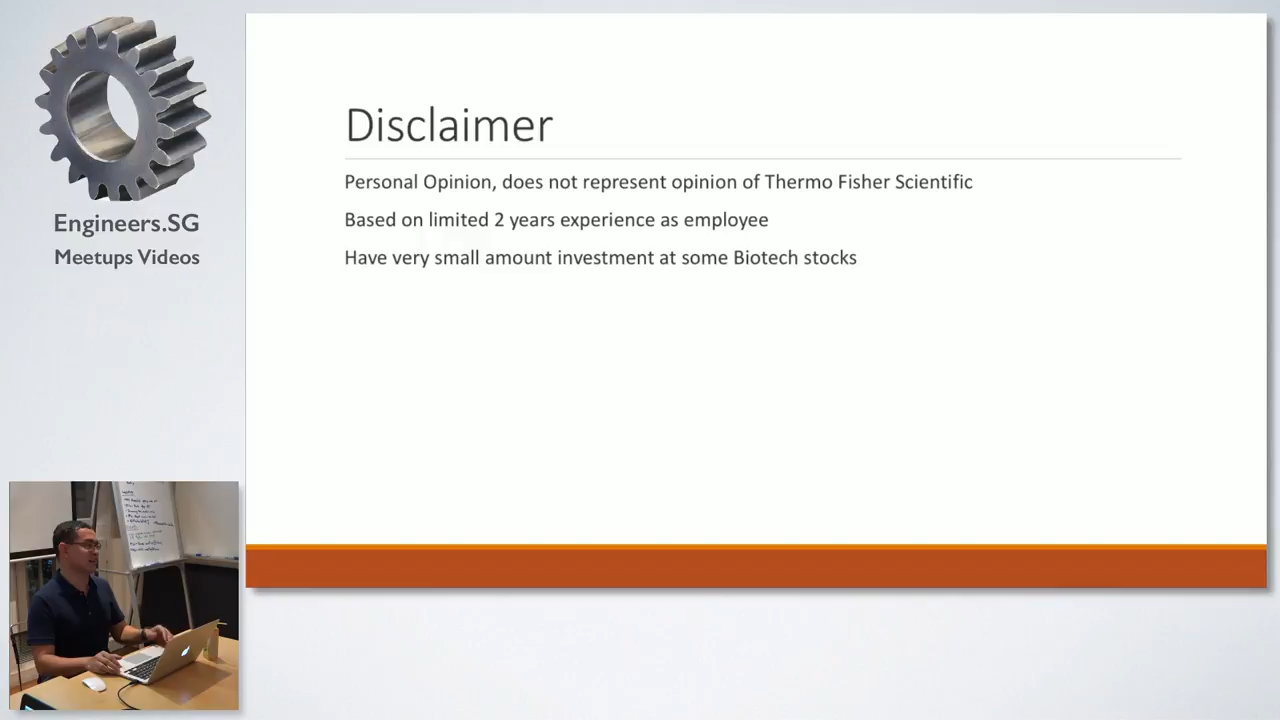 Engineers.SG
Meetups Videos
Disclaimer
Personal Opinion, does not represent opinion of Thermo Fisher Scientific
Based on limited 2 years experience as employee
Have very small amount investment at some Biotech stocks